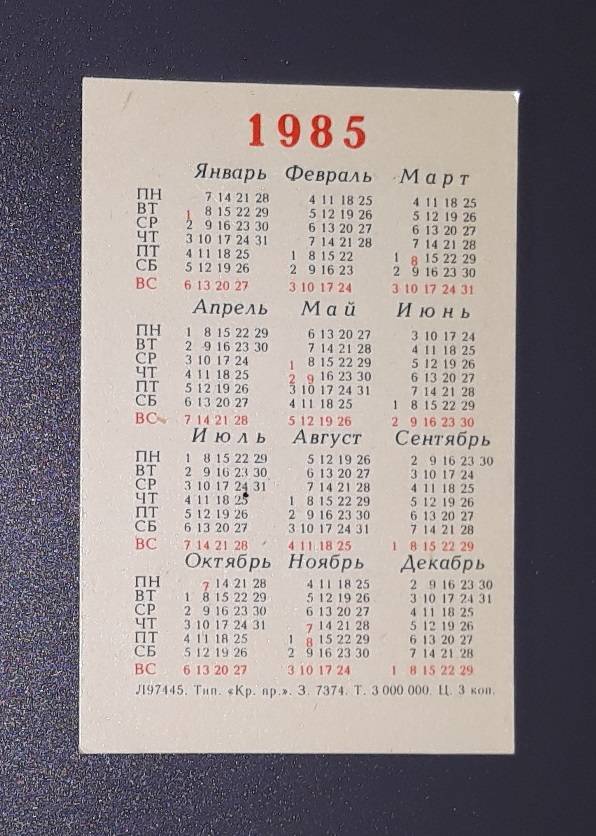 1985
Январь Февраль Март
ПН 7 14 21 28 4 11 18 25 4 11 18 25
ВТ 1 8 15 22 29 5 12 19 26 5 12 19 26
СР 2 9 16 23 30 6 13 20 27 6 13 20 27
ЧТ 3 10 17 24 31 7 14 21 28 7 14 21 28
ПТ 4 11 18 25 1 8 15 22 1 8 15 22 29
СБ 5 12 19 26 2 9 16 23 2 9 16 23 30
ВС 6 13 20 27 3 10 17 24 3 10 17 24 31
Апрель Май Июнь
ПН 1 8 15 22 29 6 13 20 27 3 10 17 24
ВТ 2 9 16 23 30 7 14 21 28 4 11 18 25
СР 3 10 17 24 1 8 15 22 29 5 12 19 26
ЧТ 4 11 18 25 2 9 16 23 30 6 13 20 27
ПТ 5 12 19 26 3 10 17 24 31 7 14 21 28
СБ 6 13 20 27 4 11 18 25 1 8 15 22 29
ВС 7 14 21 28 5 12 19 26 2 9 16 23 30
Июль Август Сентябрь
ПН 1 8 15 22 29 5 12 19 26 2 9 16 23 30
ВТ 2 9 16 23 30 6 13 20 27 3 10 17 24
СР 3 10 17 24 31 7 14 21 28 4 11 18 25
ЧТ 4 11 18 25 1 8 15 22 29 5 12 19 26
ПТ 5 12 19 26 2 9 16 23 30 6 13 20 27
СБ 6 13 20 27 3 10 17 24 31 7 14 21 28
ВС 7 14 21 28 4 11 18 25 1 8 15 22 29
Октябрь Ноябрь Декабрь
ПН 7 14 21 28 4 11 18 25 2 9 16 23 30
ВТ 1 8 15 22 29 5 12 19 26 3 10 17 24 31
СР 2 9 16 23 30 6 13 20 27 4 11 18 25
ЧТ 3 10 17 24 31 7 14 21 28 5 12 19 26
ПТ 4 11 18 25 1 8 15 22 29 6 13 20 27
СБ 5 12 19 26 2 9 16 23 30 7 14 21 28
ВС 6 13 20 27 3 10 17 24 1 8 15 22 29
Л97445. Тип. «Кр. пр.». З. 7374. Т. 3 000 000. Ц. 3 коп.